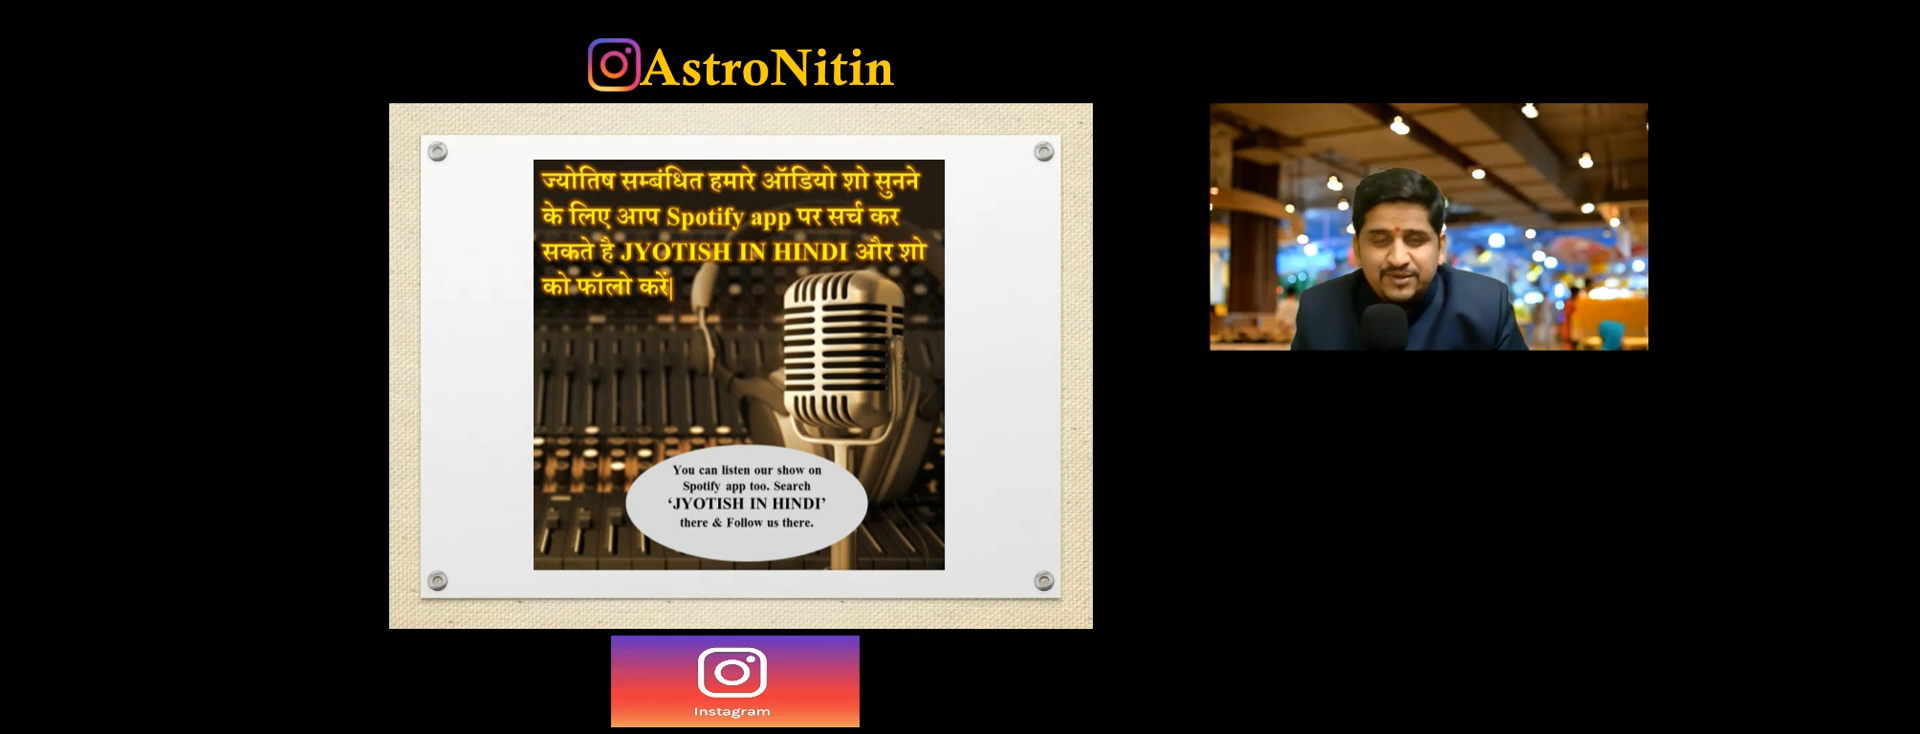 AstroNitin
ज्योतिष सम्बंधित हमारे ऑडियो शो सुनने
के लिए आप Spotify app पर सर्च कर
सकते है JYOTISH IN HINDI और शो
को फॉलो करें|
You can listen our show on
Spotify app too. Search
‘JYOTISH IN HINDI’
there & Follow us there.
Instagram